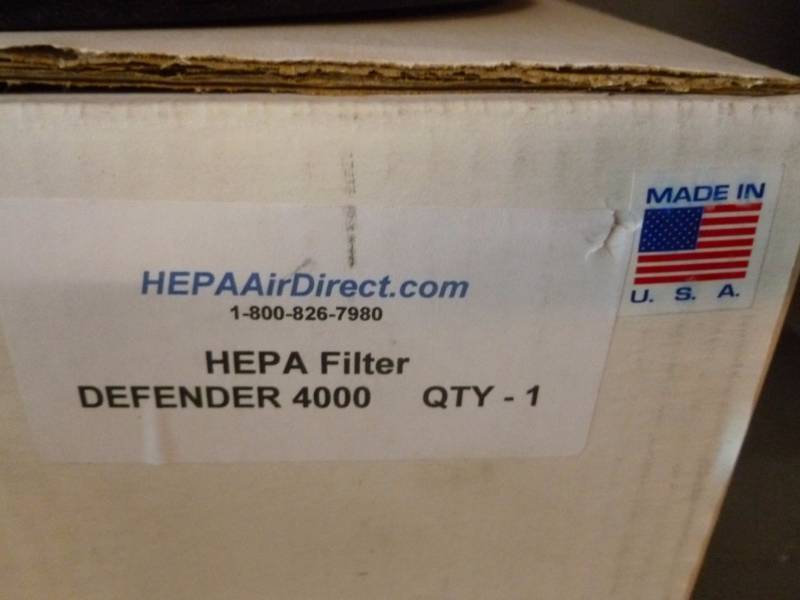 MADE IN
U. S. A.
HEPAAirDirect.com
1-800-826-7980
HEPA Filter
DEFENDER 4000 QTY - 1